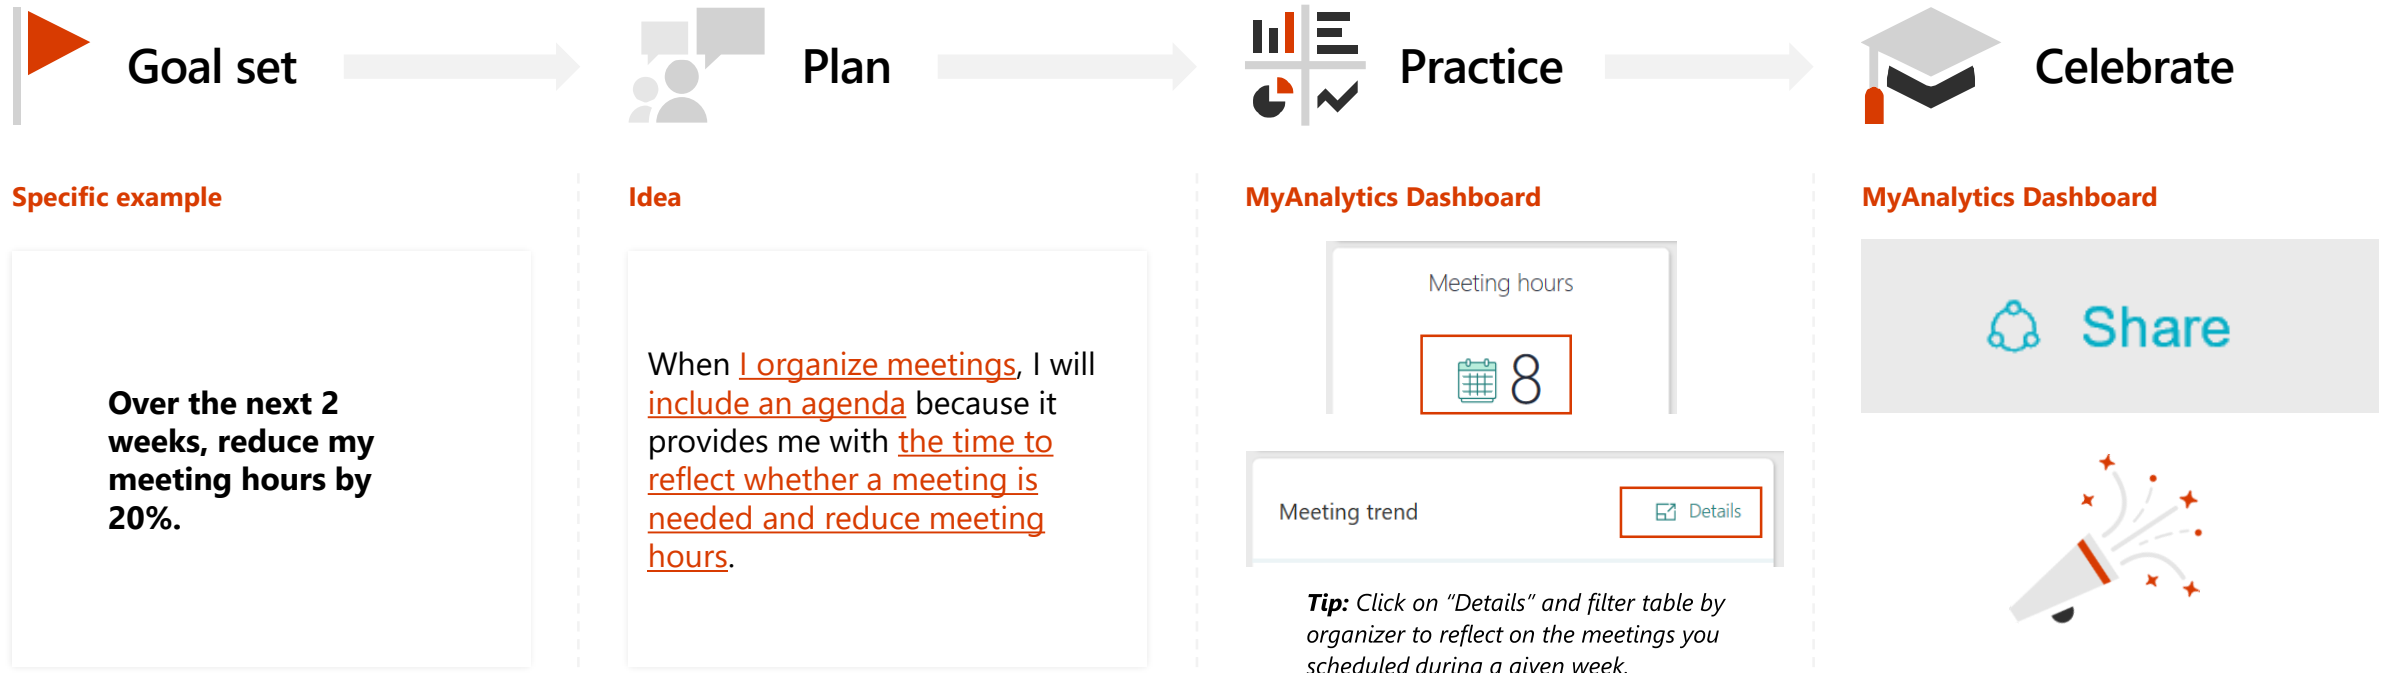 Goal set
Plan
Practice
Celebrate
Specific example
Over the next 2
weeks, reduce my
meeting hours by
20%.
Idea
When I organize meetings, I will
include an agenda because it
provides me with the time to
reflect whether a meeting is
needed and reduce meeting
hours.
MyAnalytics Dashboard
Meeting hours
8
Meeting trend
Details
Tip: Click on “Details” and filter table by
organizer to reflect on the meetings you
scheduled during a given week.
MyAnalytics Dashboard
Share